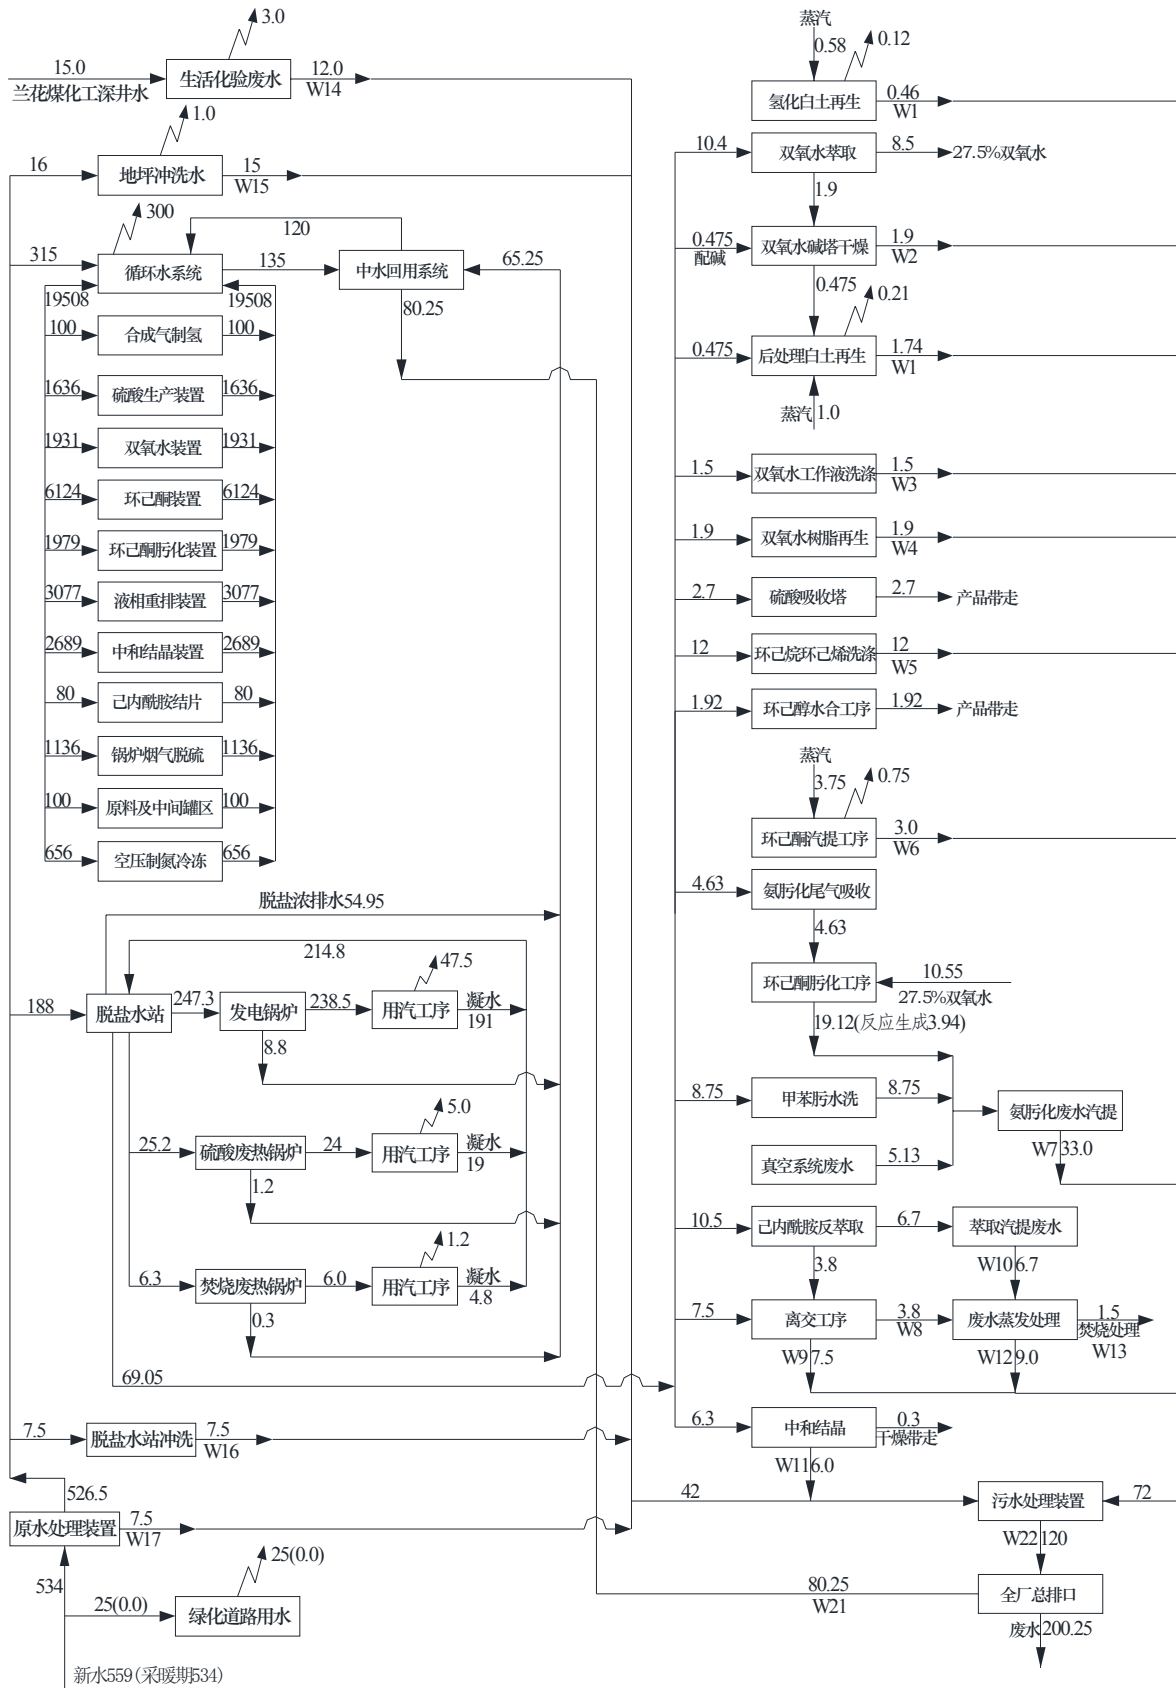 3.0
15.0
兰花煤化工深井水
生活化验废水
12.0
W14
1.0
16
地坪冲洗水
15
W15
300
120
315
循环水系统
135
中水回用系统
65.25
19508
19508
80.25
100
合成气制氢
100
1636
硫酸生产装置
1636
1931
双氧水装置
1931
6124
环己酮装置
6124
1979
环己酮肟化装置
1979
3077
液相重排装置
3077
2689
中和结晶装置
2689
80
己内酰胺结片
80
1136
锅炉烟气脱硫
1136
100
原料及中间罐区
100
656
空压制氮冷冻
656
脱盐浓排水54.95
214.8
47.5
188
脱盐水站
247.3
发电锅炉
238.5
用汽工序
凝水
191
8.8
5.0
25.2
硫酸废热锅炉
24
用汽工序
凝水
19
1.2
1.2
6.3
焚烧废热锅炉
6.0
用汽工序
凝水
4.8
0.3
69.05
7.5
脱盐水站冲洗
7.5
W16
526.5
原水处理装置
7.5
W17
534
25(0.0)
25(0.0)
绿化道路用水
新水559(采暖期534)
蒸汽
0.58
0.12
氢化白土再生
0.46
W1
10.4
双氧水萃取
8.5
27.5%双氧水
1.9
0.475
配碱
双氧水碱塔干燥
1.9
W2
0.475
0.21
0.475
后处理白土再生
1.74
W1
蒸汽
1.0
1.5
双氧水工作液洗涤
1.5
W3
1.9
双氧水树脂再生
1.9
W4
2.7
硫酸吸收塔
2.7
产品带走
12
环己烷环己烯洗涤
12
W5
1.92
环己醇水合工序
1.92
产品带走
蒸汽
3.75
0.75
环己酮汽提工序
3.0
W6
4.63
氨肟化尾气吸收
4.63
环己酮肟化工序
10.55
27.5%双氧水
19.12(反应生成3.94)
8.75
甲苯肟水洗
8.75
氨肟化废水汽提
真空系统废水
5.13
W7
33.0
10.5
己内酰胺反萃取
6.7
萃取汽提废水
3.8
W10
6.7
7.5
离交工序
3.8
W8
废水蒸发处理
1.5
焚烧处理
W13
W9
7.5
W12
9.0
6.3
中和结晶
0.3
干燥带走
W11
6.0
42
污水处理装置
72
W22
120
80.25
W21
全厂总排口
废水
200.25